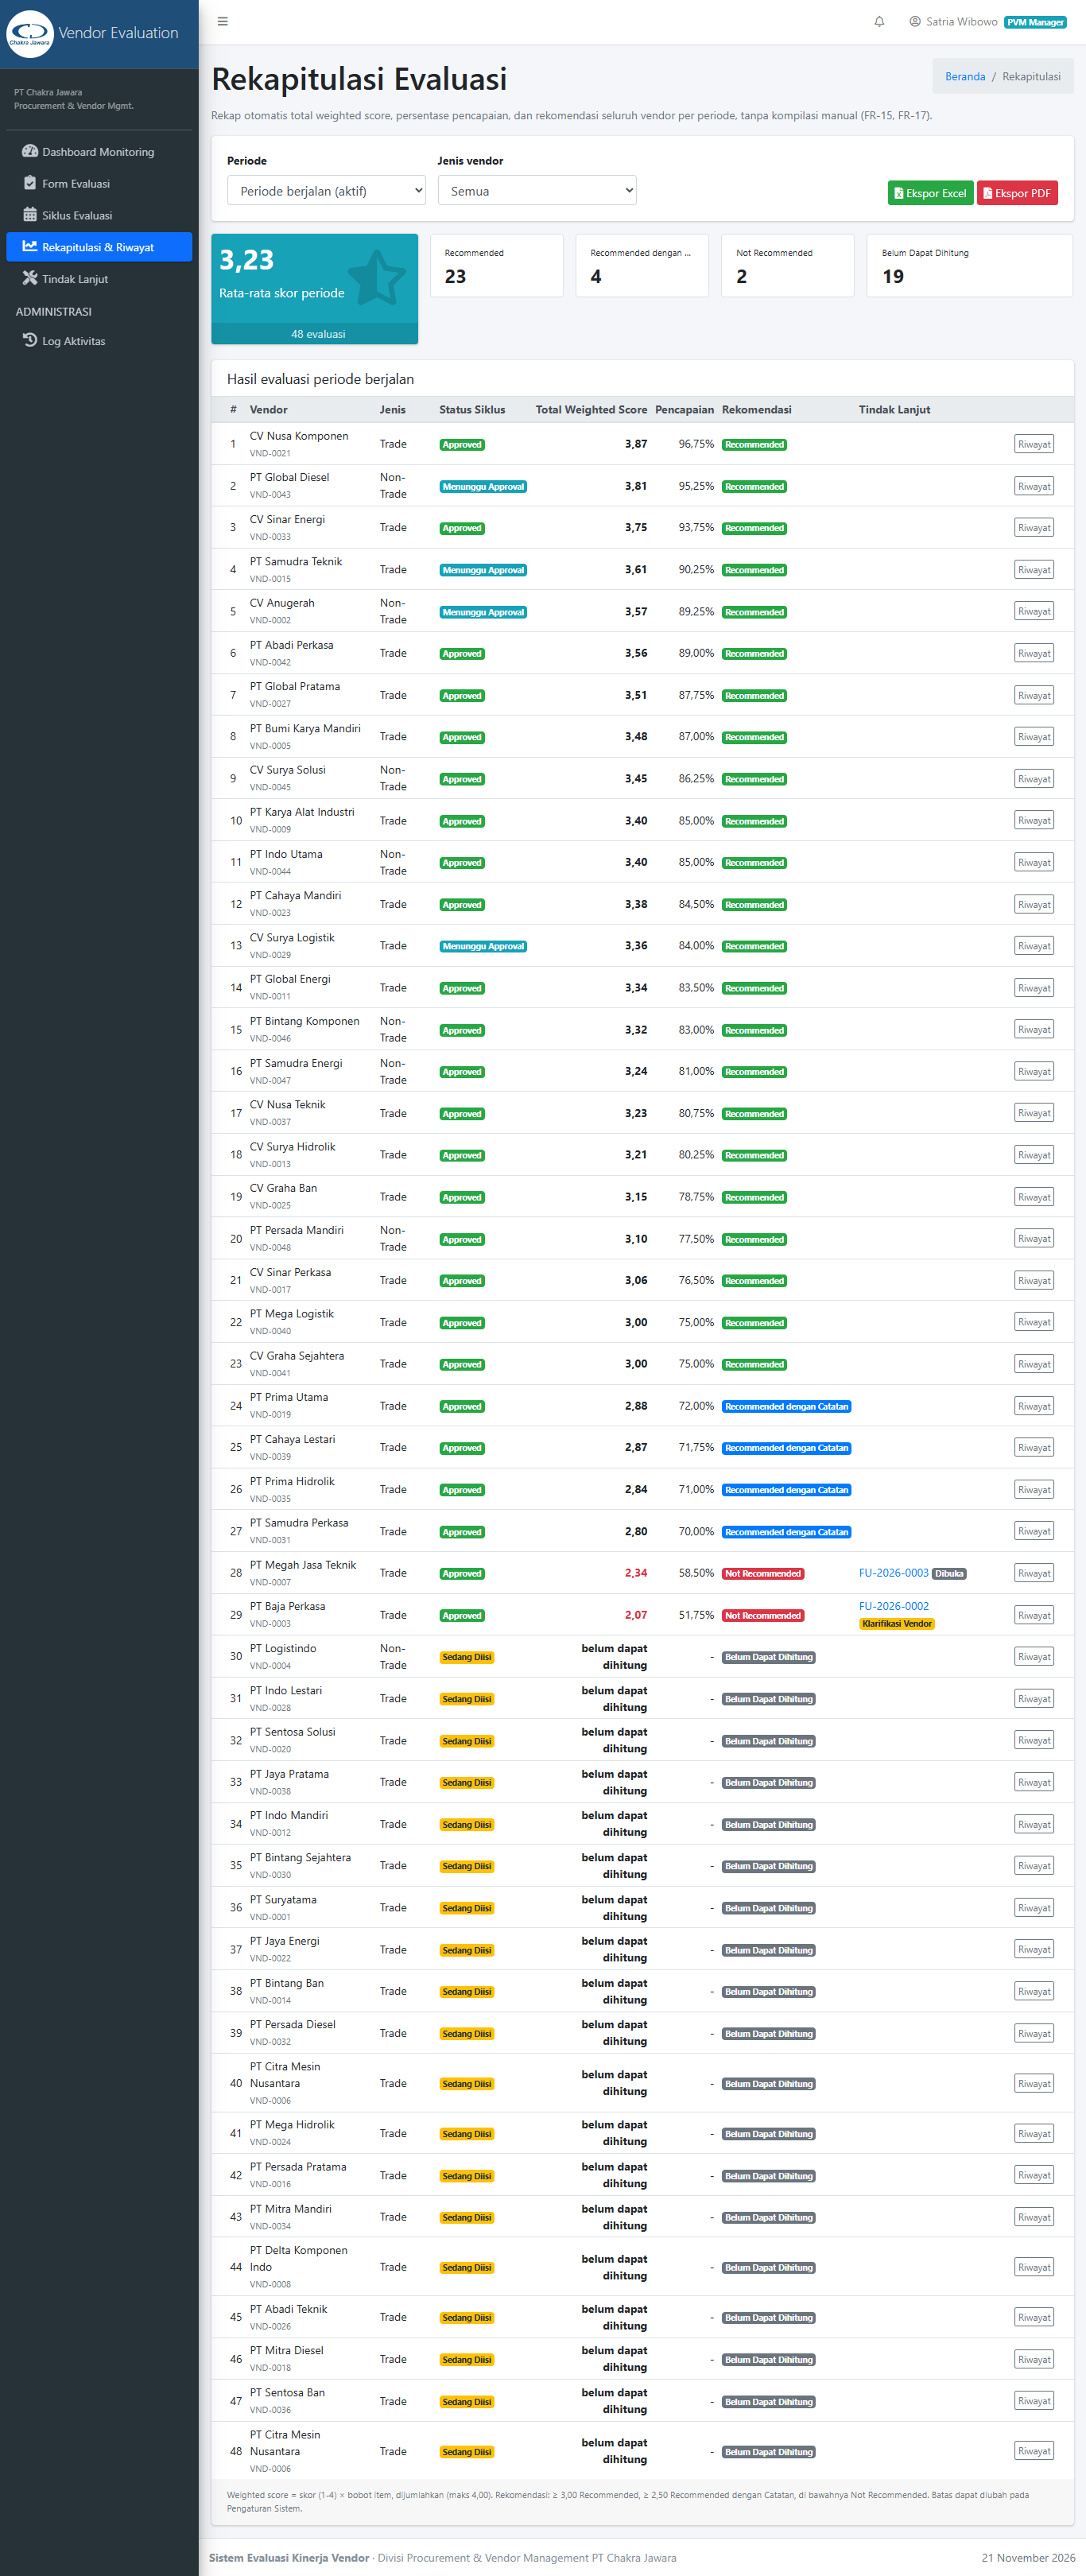 Chakra Jawara
Vendor Evaluation
Satria Wibowo PVM Manager
PT Chakra Jawara
Procurement & Vendor Mgmt.
Dashboard Monitoring
Form Evaluasi
Siklus Evaluasi
Rekapitulasi & Riwayat
Tindak Lanjut
ADMINISTRASI
Log Aktivitas
Rekapitulasi Evaluasi
Beranda / Rekapitulasi
Rekap otomatis total weighted score, persentase pencapaian, dan rekomendasi seluruh vendor per periode, tanpa kompilasi manual (FR-15, FR-17).
Periode
Jenis vendor
Periode berjalan (aktif)
Semua
Ekspor Excel
Ekspor PDF
3,23
Rata-rata skor periode
48 evaluasi
Recommended
23
Recommended dengan ...
4
Not Recommended
2
Belum Dapat Dihitung
19
Hasil evaluasi periode berjalan
# Vendor Jenis Status Siklus Total Weighted Score Pencapaian Rekomendasi Tindak Lanjut
1 CV Nusa Komponen Trade Approved 3,87 96,75% Recommended Riwayat
VND-0021
2 PT Global Diesel Non-Trade Menunggu Approval 3,81 95,25% Recommended Riwayat
VND-0043
3 CV Sinar Energi Trade Approved 3,75 93,75% Recommended Riwayat
VND-0033
4 PT Samudra Teknik Trade Menunggu Approval 3,61 90,25% Recommended Riwayat
VND-0015
5 CV Anugerah Non-Trade Menunggu Approval 3,57 89,25% Recommended Riwayat
VND-0002
6 PT Abadi Perkasa Trade Approved 3,56 89,00% Recommended Riwayat
VND-0042
7 PT Global Pratama Trade Approved 3,51 87,75% Recommended Riwayat
VND-0027
8 PT Bumi Karya Mandiri Trade Approved 3,48 87,00% Recommended Riwayat
VND-0005
9 CV Surya Solusi Non-Trade Approved 3,45 86,25% Recommended Riwayat
VND-0045
10 PT Karya Alat Industri Trade Approved 3,40 85,00% Recommended Riwayat
VND-0009
11 PT Indo Utama Non-Trade Approved 3,40 85,00% Recommended Riwayat
VND-0044
12 PT Cahaya Mandiri Trade Approved 3,38 84,50% Recommended Riwayat
VND-0023
13 CV Surya Logistik Trade Menunggu Approval 3,36 84,00% Recommended Riwayat
VND-0029
14 PT Global Energi Trade Approved 3,34 83,50% Recommended Riwayat
VND-0011
15 PT Bintang Komponen Non-Trade Approved 3,32 83,00% Recommended Riwayat
VND-0046
16 PT Samudra Energi Non-Trade Approved 3,24 81,00% Recommended Riwayat
VND-0047
17 CV Nusa Teknik Trade Approved 3,23 80,75% Recommended Riwayat
VND-0037
18 CV Surya Hidrolik Trade Approved 3,21 80,25% Recommended Riwayat
VND-0013
19 CV Graha Ban Trade Approved 3,15 78,75% Recommended Riwayat
VND-0025
20 PT Persada Mandiri Non-Trade Approved 3,10 77,50% Recommended Riwayat
VND-0048
21 CV Sinar Perkasa Trade Approved 3,06 76,50% Recommended Riwayat
VND-0017
22 PT Mega Logistik Trade Approved 3,00 75,00% Recommended Riwayat
VND-0040
23 CV Graha Sejahtera Trade Approved 3,00 75,00% Recommended Riwayat
VND-0041
24 PT Prima Utama Trade Approved 2,88 72,00% Recommended dengan Catatan Riwayat
VND-0019
25 PT Cahaya Lestari Trade Approved 2,87 71,75% Recommended dengan Catatan Riwayat
VND-0039
26 PT Prima Hidrolik Trade Approved 2,84 71,00% Recommended dengan Catatan Riwayat
VND-0035
27 PT Samudra Perkasa Trade Approved 2,80 70,00% Recommended dengan Catatan Riwayat
VND-0031
28 PT Megah Jasa Teknik Trade Approved 2,34 58,50% Not Recommended FU-2026-0003 Dibuka Riwayat
VND-0007
29 PT Baja Perkasa Trade Approved 2,07 51,75% Not Recommended FU-2026-0002 Klarifikasi Vendor Riwayat
VND-0003
30 PT Logistindo Non-Trade Sedang Diisi belum dapat dihitung - Belum Dapat Dihitung Riwayat
VND-0004
31 PT Indo Lestari Trade Sedang Diisi belum dapat dihitung - Belum Dapat Dihitung Riwayat
VND-0028
32 PT Sentosa Solusi Trade Sedang Diisi belum dapat dihitung - Belum Dapat Dihitung Riwayat
VND-0020
33 PT Jaya Pratama Trade Sedang Diisi belum dapat dihitung - Belum Dapat Dihitung Riwayat
VND-0038
34 PT Indo Mandiri Trade Sedang Diisi belum dapat dihitung - Belum Dapat Dihitung Riwayat
VND-0012
35 PT Bintang Sejahtera Trade Sedang Diisi belum dapat dihitung - Belum Dapat Dihitung Riwayat
VND-0030
36 PT Suryatama Trade Sedang Diisi belum dapat dihitung - Belum Dapat Dihitung Riwayat
VND-0001
37 PT Jaya Energi Trade Sedang Diisi belum dapat dihitung - Belum Dapat Dihitung Riwayat
VND-0022
38 PT Bintang Ban Trade Sedang Diisi belum dapat dihitung - Belum Dapat Dihitung Riwayat
VND-0014
39 PT Persada Diesel Trade Sedang Diisi belum dapat dihitung - Belum Dapat Dihitung Riwayat
VND-0032
40 PT Citra Mesin Nusantara Trade Sedang Diisi belum dapat dihitung - Belum Dapat Dihitung Riwayat
VND-0006
41 PT Mega Hidrolik Trade Sedang Diisi belum dapat dihitung - Belum Dapat Dihitung Riwayat
VND-0024
42 PT Persada Pratama Trade Sedang Diisi belum dapat dihitung - Belum Dapat Dihitung Riwayat
VND-0016
43 PT Mitra Mandiri Trade Sedang Diisi belum dapat dihitung - Belum Dapat Dihitung Riwayat
VND-0034
44 PT Delta Komponen Indo Trade Sedang Diisi belum dapat dihitung - Belum Dapat Dihitung Riwayat
VND-0008
45 PT Abadi Teknik Trade Sedang Diisi belum dapat dihitung - Belum Dapat Dihitung Riwayat
VND-0026
46 PT Mitra Diesel Trade Sedang Diisi belum dapat dihitung - Belum Dapat Dihitung Riwayat
VND-0018
47 PT Sentosa Ban Trade Sedang Diisi belum dapat dihitung - Belum Dapat Dihitung Riwayat
VND-0036
48 PT Citra Mesin Nusantara Trade Sedang Diisi belum dapat dihitung - Belum Dapat Dihitung Riwayat
VND-0006
Weighted score = skor (1-4) × bobot item, dijumlahkan (maks 4,00). Rekomendasi: ≥ 3,00 Recommended, ≥ 2,50 Recommended dengan Catatan, di bawahnya Not Recommended. Batas dapat diubah pada
Pengaturan Sistem.
Sistem Evaluasi Kinerja Vendor · Divisi Procurement & Vendor Management PT Chakra Jawara
21 November 2026